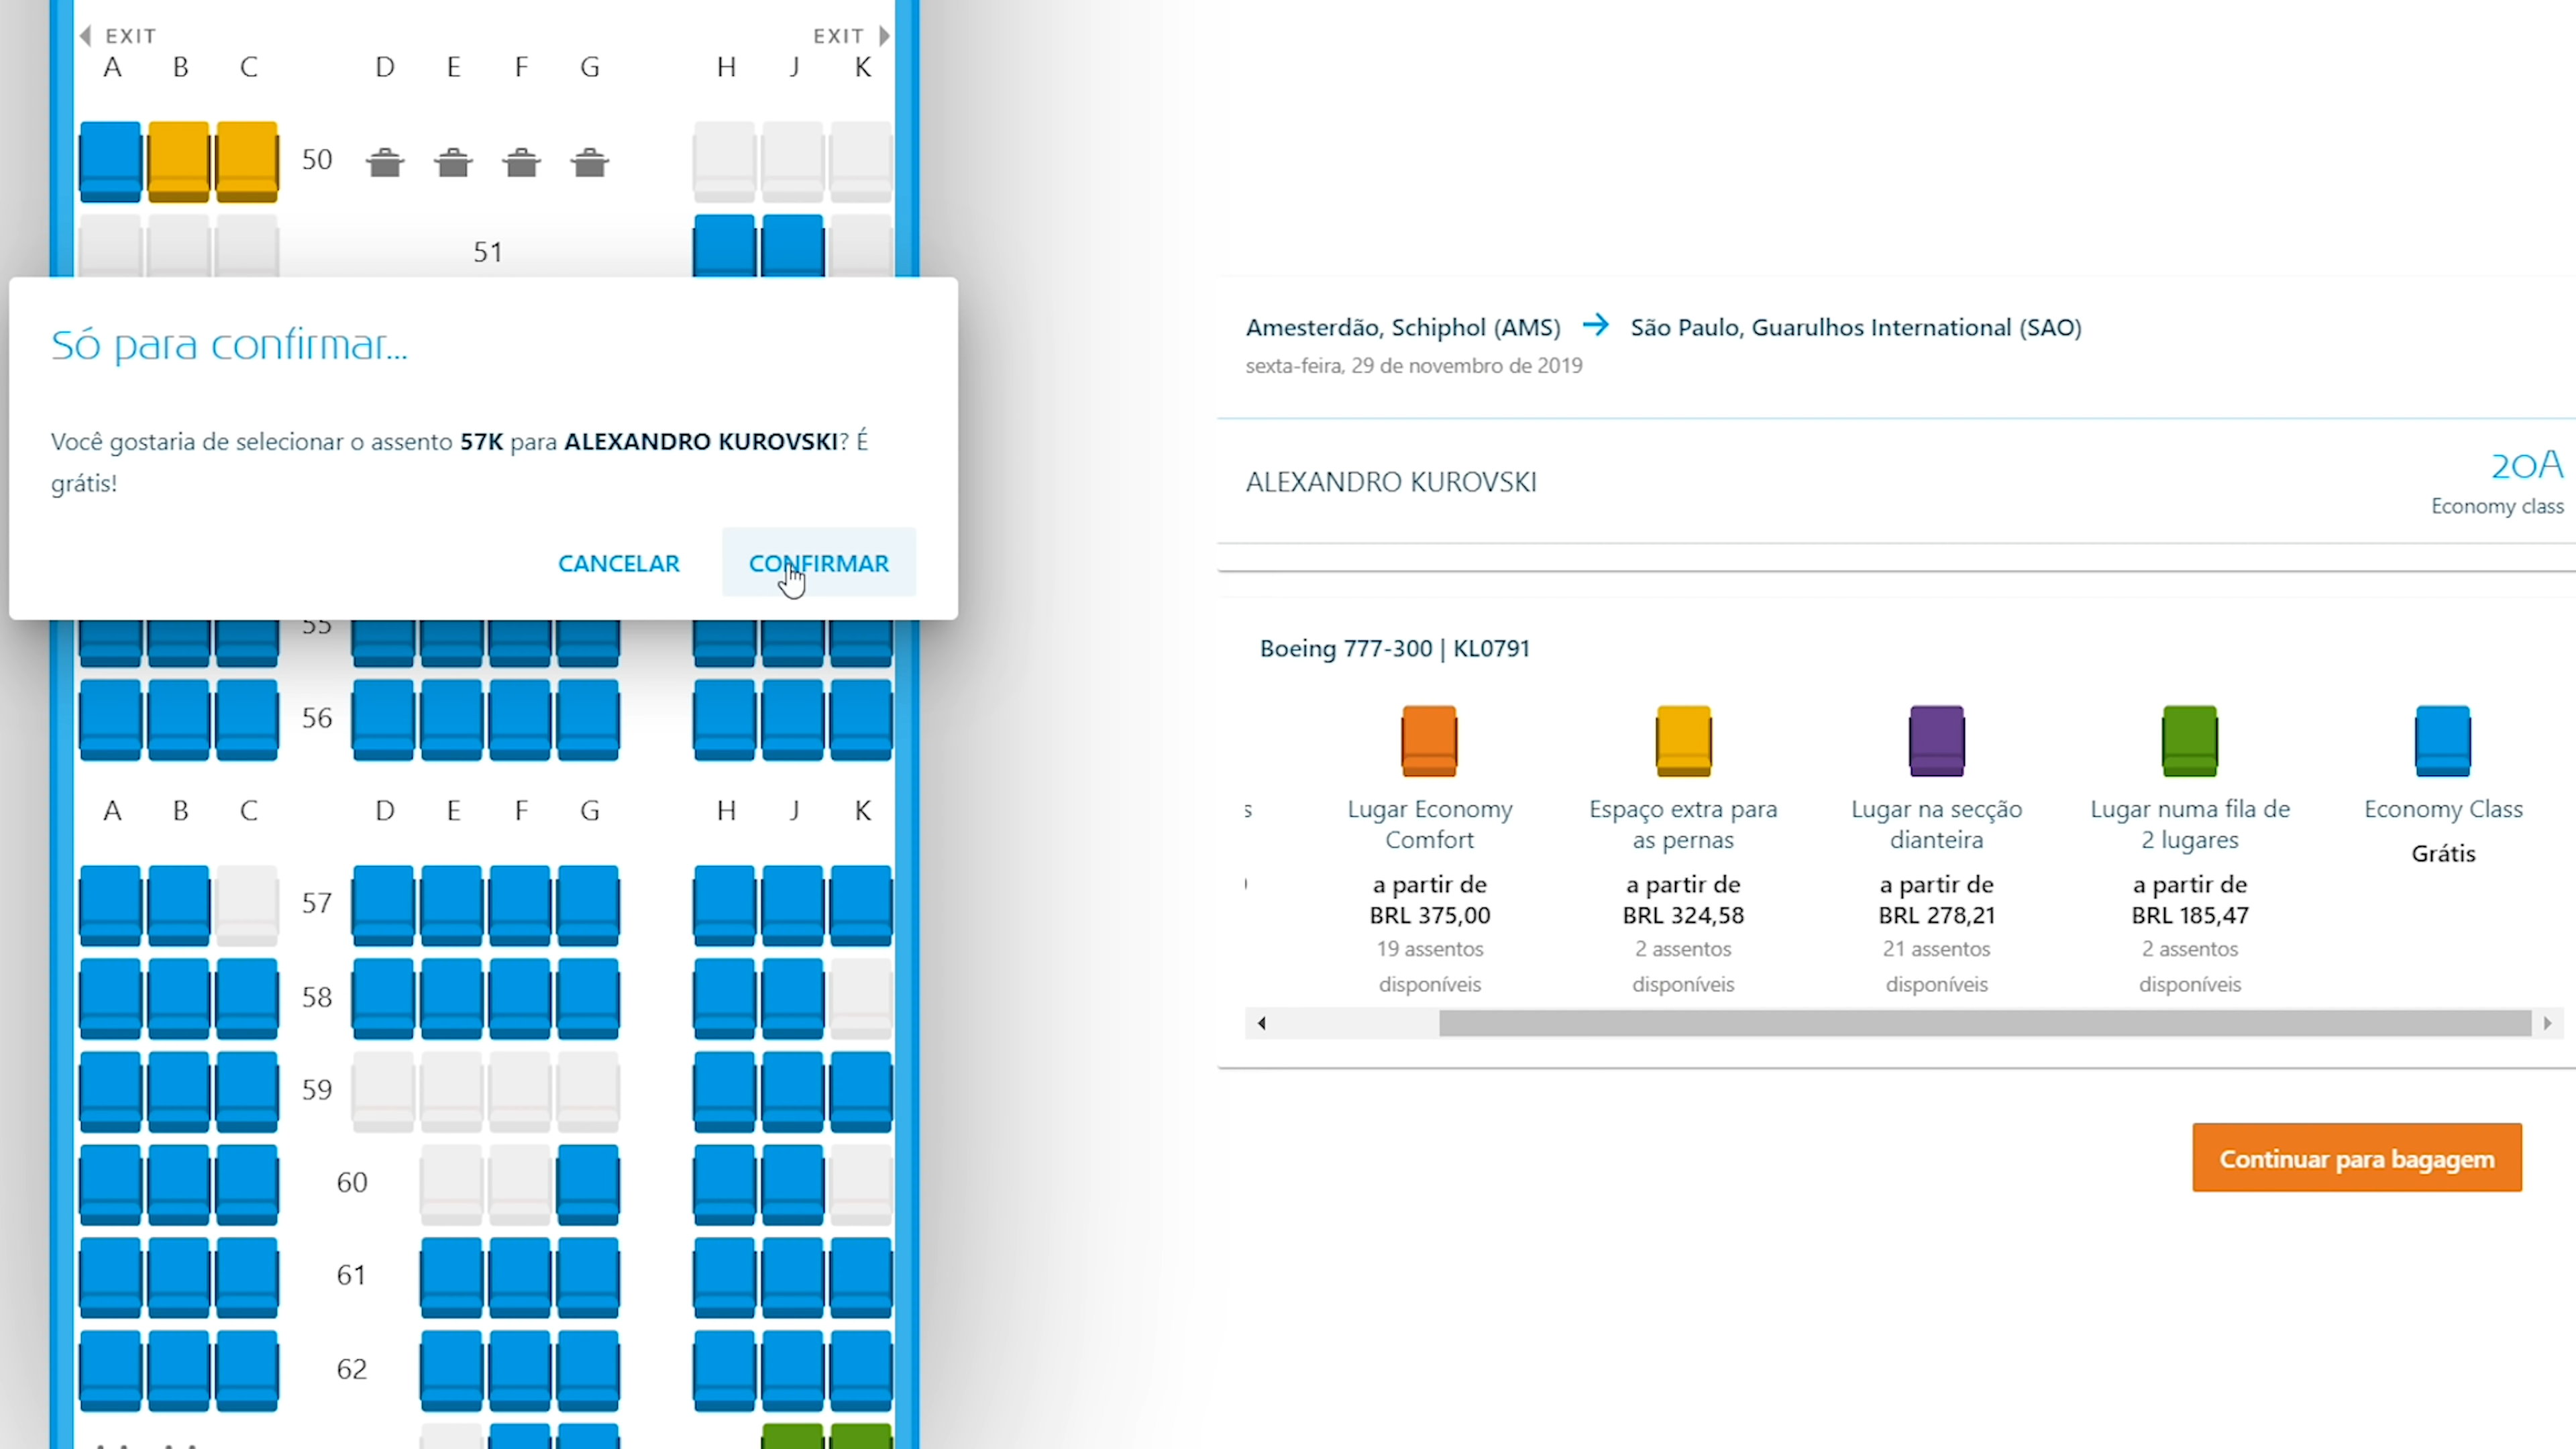 EXIT
EXIT
A B C D E F G H J K
50
51
Só para confirmar...
Você gostaria de selecionar o assento 57K para ALEXANDRO KUROVSKI? É
grátis!
CANCELAR
CONFIRMAR
55
56
A B C D E F G H J K
57
58
59
60
61
62
Amesterdão, Schiphol (AMS) → São Paulo, Guarulhos International (SAO)
sexta-feira, 29 de novembro de 2019
ALEXANDRO KUROVSKI
20A
Economy class
Boeing 777-300 | KL0791
Lugar Economy
Comfort
a partir de
BRL 375,00
19 assentos
disponíveis
Espaço extra para
as pernas
a partir de
BRL 324,58
2 assentos
disponíveis
Lugar na secção
dianteira
a partir de
BRL 278,21
21 assentos
disponíveis
Lugar numa fila de
2 lugares
a partir de
BRL 185,47
2 assentos
disponíveis
Economy Class
Grátis
Continuar para bagagem